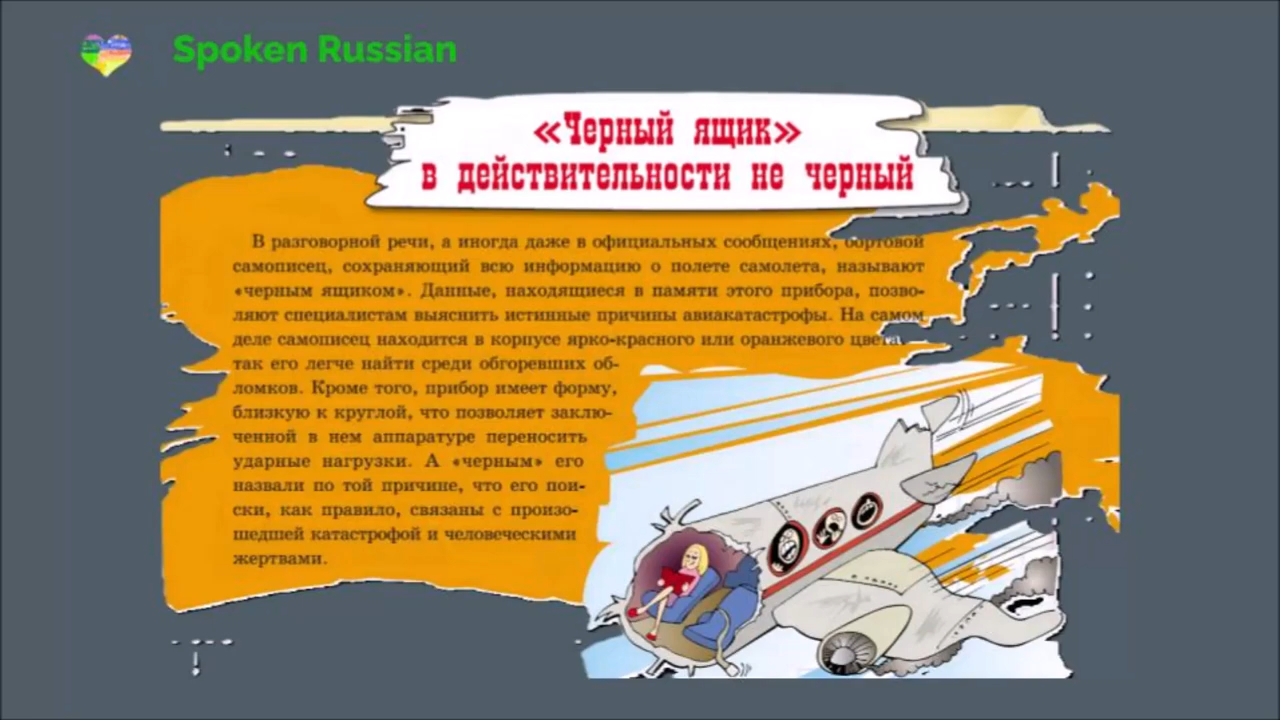 Spoken Russian
«Черный ящик»
в действительности не черный
В разговорной речи, а иногда даже в официальных сообщениях, бортовой
самописец, сохраняющий всю информацию о полете самолета, называют
«черным ящиком». Данные, находящиеся в памяти этого прибора, позво-
ляют специалистам выяснить истинные причины авиакатастрофы. На самом
деле самописец находится в корпусе ярко-красного или оранжевого цвета
так его легче найти среди обгоревших об-
ломков. Кроме того, прибор имеет форму,
близкую к круглой, что позволяет заклю-
ченной в нем аппаратуре переносить
ударные нагрузки. А «черным» его
назвали по той причине, что его пои-
ски, как правило, связаны с произо-
шедшей катастрофой и человеческими
жертвами.